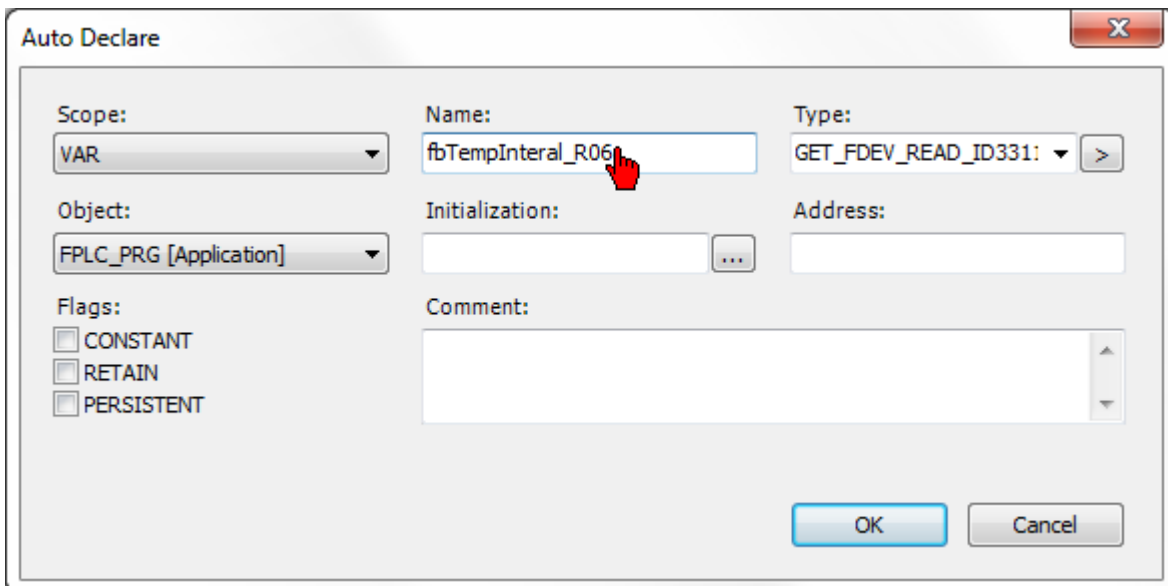 Auto Declare
Scope:
VAR
Name:
fbTempInteral_R06
Type:
GET_FDEV_READ_ID3311
>
Object:
FPLC_PRG [Application]
Initialization:
...
Address:
Flags:
CONSTANT
RETAIN
PERSISTENT
Comment:
OK
Cancel